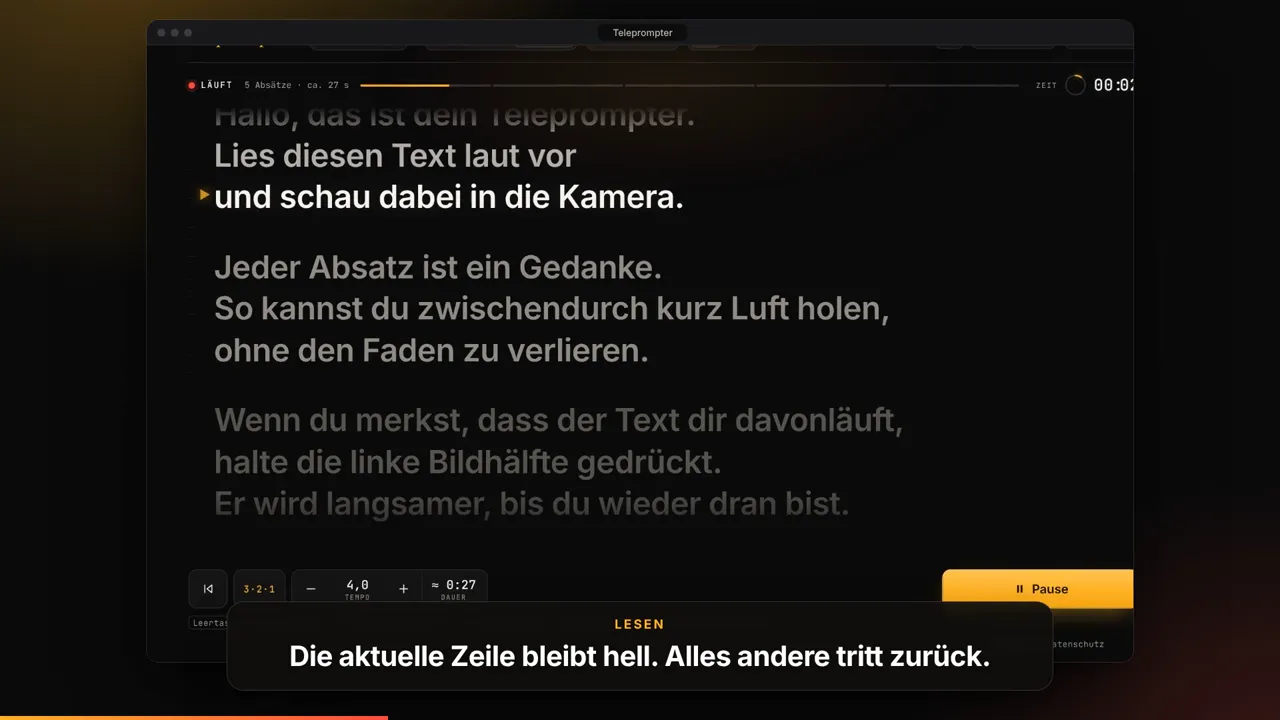 Teleprompter
LÄUFT 5 Absätze · ca. 27 s ZEIT 00:02
Hallo, das ist dein Teleprompter.
Lies diesen Text laut vor
und schau dabei in die Kamera.
Jeder Absatz ist ein Gedanke.
So kannst du zwischendurch kurz Luft holen,
ohne den Faden zu verlieren.
Wenn du merkst, dass der Text dir davonläuft,
halte die linke Bildhälfte gedrückt.
Er wird langsamer, bis du wieder dran bist.
3·2·1 − 4,0 + ≈ 0:27 Pause
TEMPO DAUER
LESEN
Die aktuelle Zeile bleibt hell. Alles andere tritt zurück.